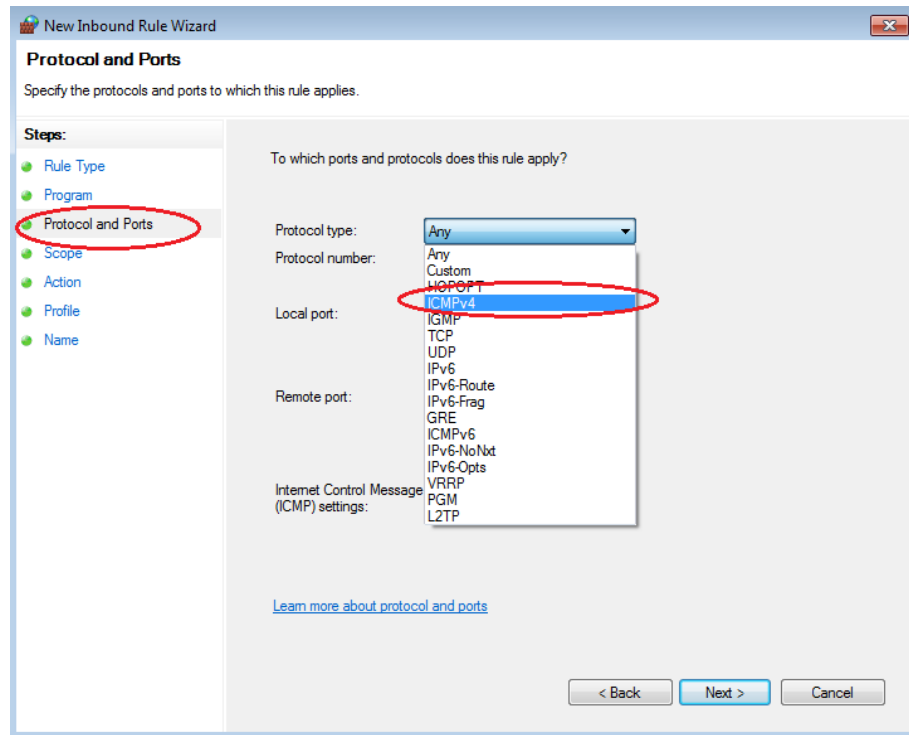 New Inbound Rule Wizard
Protocol and Ports
Specify the protocols and ports to which this rule applies.
Steps:
Rule Type
Program
Protocol and Ports
Scope
Action
Profile
Name
To which ports and protocols does this rule apply?
Protocol type:
Any
Protocol number:
Any
Custom
HOPOPT
ICMPv4
IGMP
TCP
UDP
IPv6
IPv6-Route
IPv6-Frag
GRE
ICMPv6
IPv6-NoNxt
IPv6-Opts
VRRP
PGM
L2TP
Local port:
Remote port:
Internet Control Message
(ICMP) settings:
Learn more about protocol and ports
< Back
Next >
Cancel